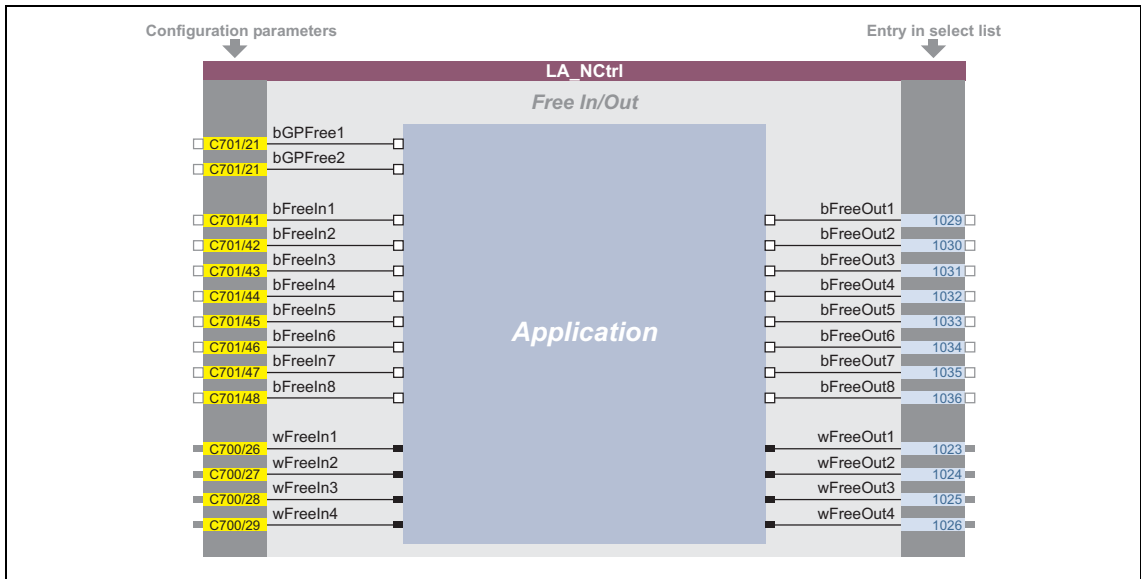 Configuration parameters Entry in select list
LA_NCtrl
Free In/Out
bGPFree1
C701/21
bGPFree2
C701/21
bFreeIn1 bFreeOut1
C701/41 1029
bFreeIn2 bFreeOut2
C701/42 1030
bFreeIn3 bFreeOut3
C701/43 1031
bFreeIn4 bFreeOut4
C701/44 1032
bFreeIn5 bFreeOut5
C701/45 1033
bFreeIn6 bFreeOut6
C701/46 1034
bFreeIn7 bFreeOut7
C701/47 1035
bFreeIn8 bFreeOut8
C701/48 1036
Application
wFreeIn1 wFreeOut1
C700/26 1023
wFreeIn2 wFreeOut2
C700/27 1024
wFreeIn3 wFreeOut3
C700/28 1025
wFreeIn4 wFreeOut4
C700/29 1026